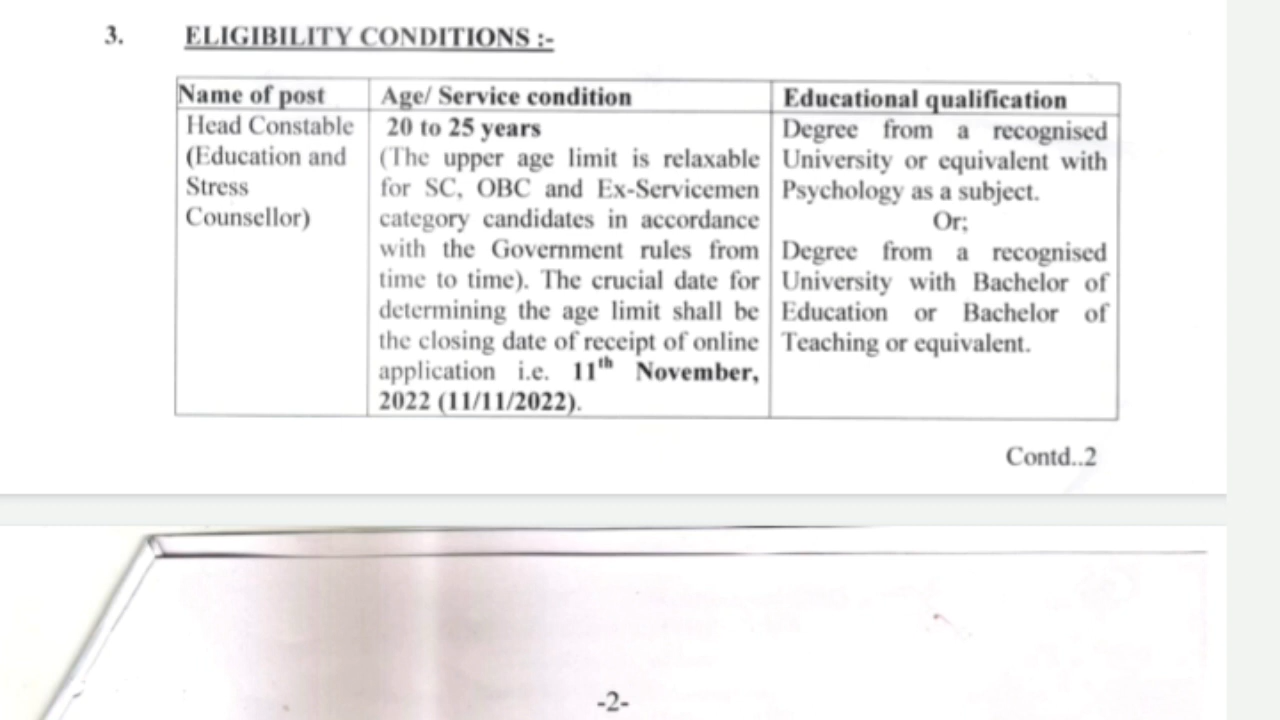 3. ELIGIBILITY CONDITIONS :-
Name of post
Head Constable
(Education and
Stress
Counsellor)
Age/ Service condition
20 to 25 years
(The upper age limit is relaxable
for SC, OBC and Ex-Servicemen
category candidates in accordance
with the Government rules from
time to time). The crucial date for
determining the age limit shall be
the closing date of receipt of online
application i.e. 11th November,
2022 (11/11/2022).
Educational qualification
Degree from a recognised
University or equivalent with
Psychology as a subject.
Or;
Degree from a recognised
University with Bachelor of
Education or Bachelor of
Teaching or equivalent.
Contd..2
-2-